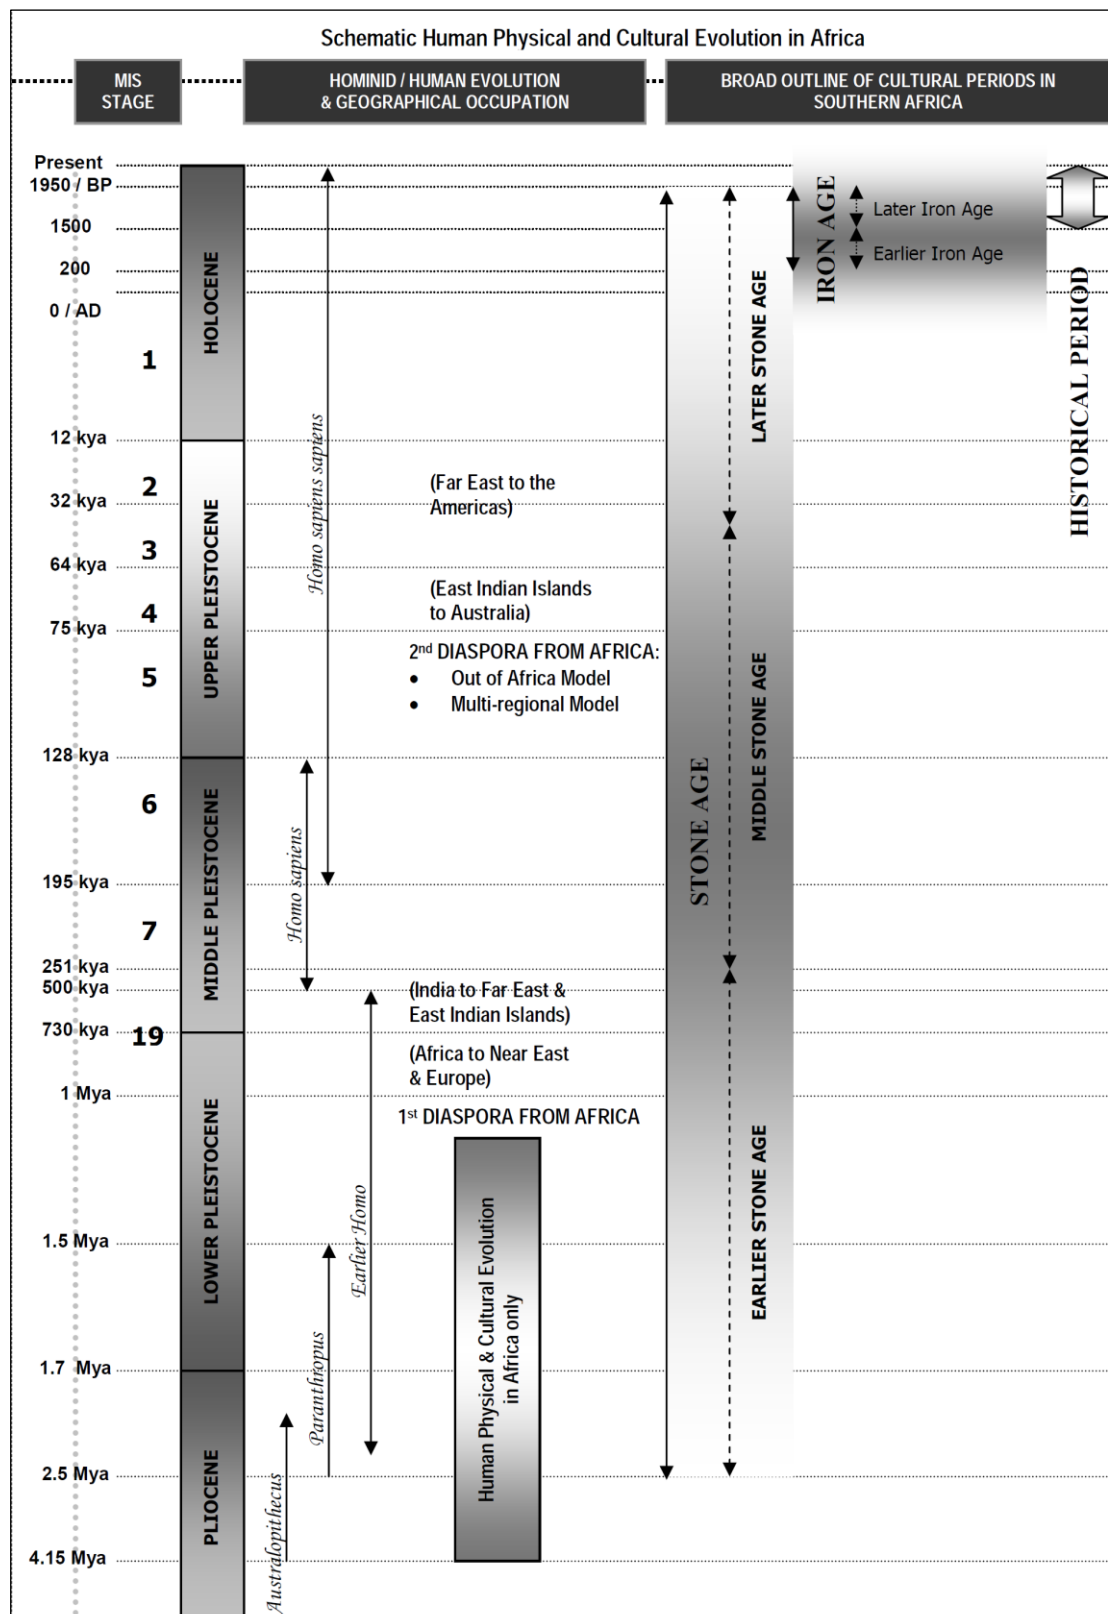 Schematic Human Physical and Cultural Evolution in Africa
MIS
STAGE
HOMINID / HUMAN EVOLUTION
& GEOGRAPHICAL OCCUPATION
BROAD OUTLINE OF CULTURAL PERIODS IN
SOUTHERN AFRICA
Present
1950 / BP
1500
200
0 / AD
12 kya
32 kya
64 kya
75 kya
128 kya
195 kya
251 kya
500 kya
730 kya
1 Mya
1.5 Mya
1.7 Mya
2.5 Mya
4.15 Mya
1
2
3
4
5
6
7
19
HOLOCENE
UPPER PLEISTOCENE
MIDDLE PLEISTOCENE
LOWER PLEISTOCENE
PLIOCENE
Homo sapiens sapiens
Homo sapiens
Earlier Homo
Paranthropus
Australopithecus
(Far East to the
Americas)
(East Indian Islands
to Australia)
2nd DIASPORA FROM AFRICA:
• Out of Africa Model
• Multi-regional Model
(India to Far East &
East Indian Islands)
(Africa to Near East
& Europe)
1st DIASPORA FROM AFRICA
Human Physical & Cultural Evolution
in Africa only
STONE AGE
LATER STONE AGE
MIDDLE STONE AGE
EARLIER STONE AGE
IRON AGE
Later Iron Age
Earlier Iron Age
HISTORICAL PERIOD